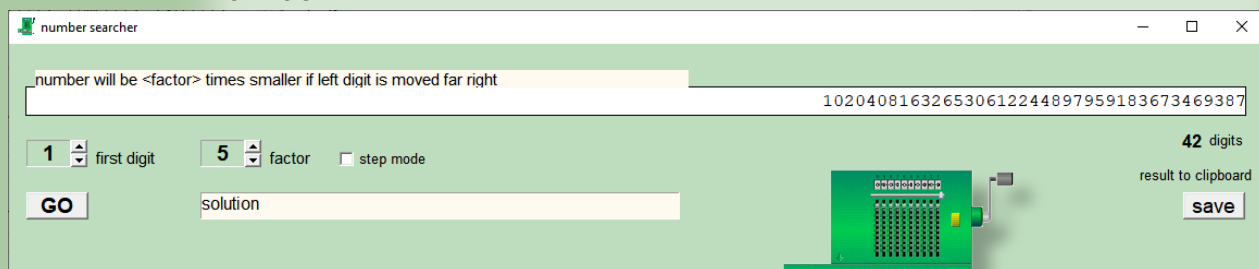 number searcher
number will be <factor> times smaller if left digit is moved far right
102040816326530612244897959183673469387
42 digits
1 first digit 5 factor step mode
result to clipboard
GO solution save